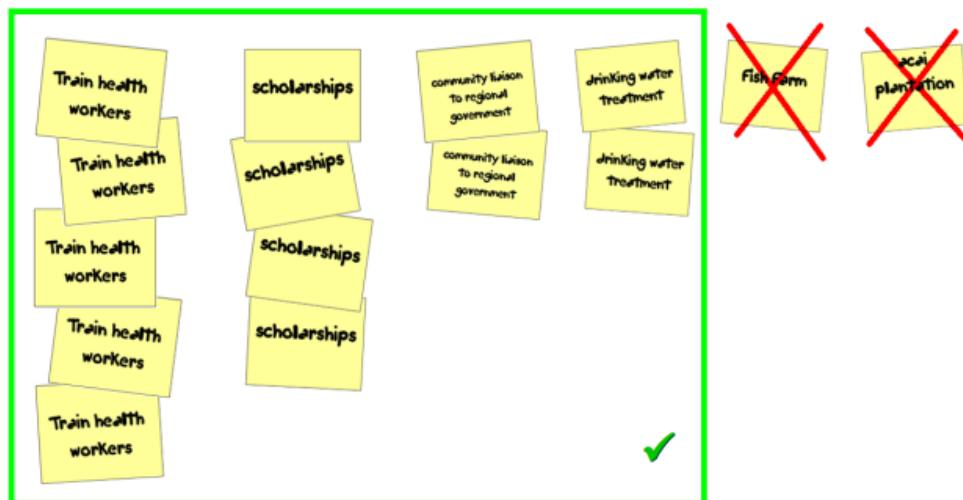 Train health
workers
Train health
workers
Train health
workers
Train health
workers
Train health
workers
scholarships
scholarships
scholarships
scholarships
community liaison
to regional
government
community liaison
to regional
government
drinking water
treatment
drinking water
treatment
Fish Farm
acai
plantation